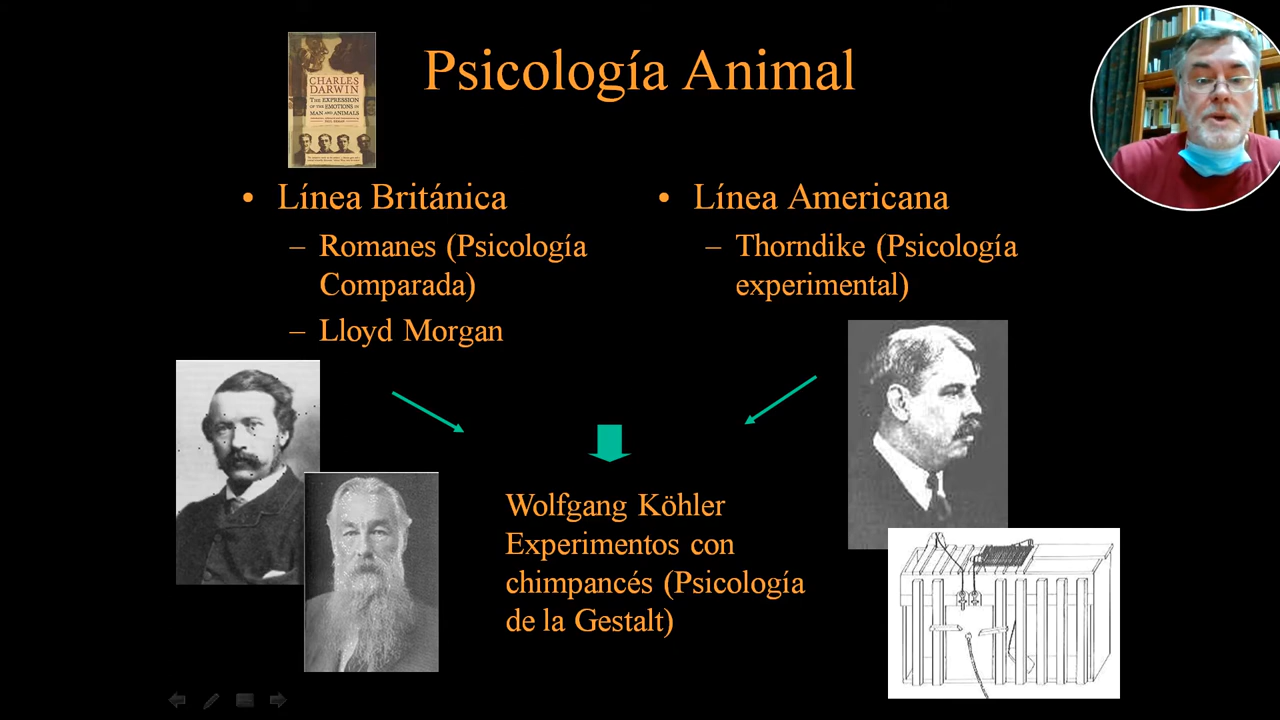 Psicología Animal
CHARLES
DARWIN
THE EXPRESSION
OF THE EMOTIONS IN
MAN AND ANIMALS
• Línea Británica
– Romanes (Psicología
Comparada)
– Lloyd Morgan
• Línea Americana
– Thorndike (Psicología
experimental)
Wolfgang Köhler
Experimentos con
chimpancés (Psicología
de la Gestalt)